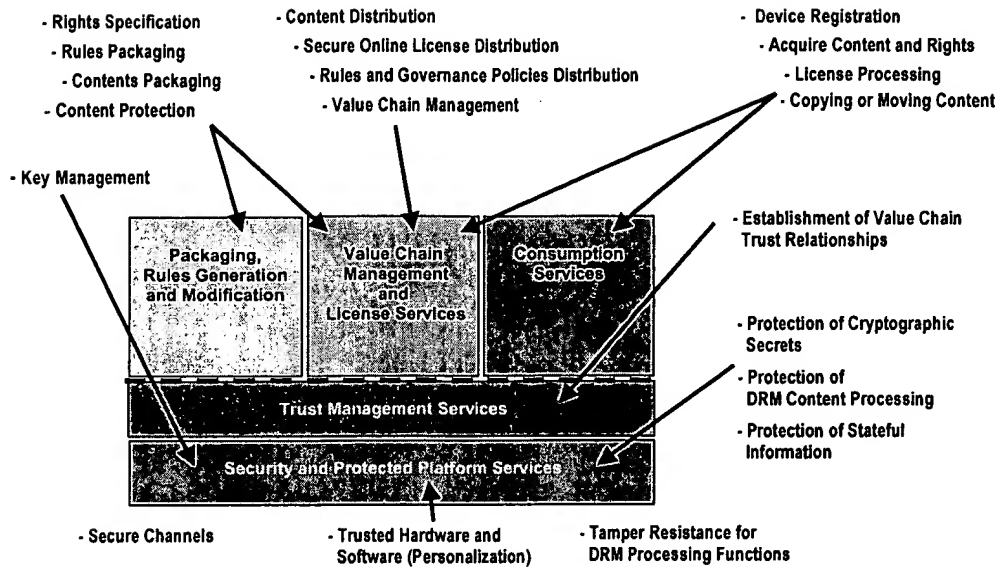 - Rights Specification
- Rules Packaging
- Contents Packaging
- Content Protection
- Content Distribution
- Secure Online License Distribution
- Rules and Governance Policies Distribution
- Value Chain Management
- Device Registration
- Acquire Content and Rights
- License Processing
- Copying or Moving Content
- Key Management
Packaging,
Rules Generation
and Modification
Value Chain
Management
and
License Services
Consumption
Services
- Establishment of Value Chain
Trust Relationships
- Protection of Cryptographic
Secrets
- Protection of
DRM Content Processing
- Protection of Stateful
Information
Trust Management Services
Security and Protected Platform Services
- Secure Channels
- Trusted Hardware and
Software (Personalization)
- Tamper Resistance for
DRM Processing Functions